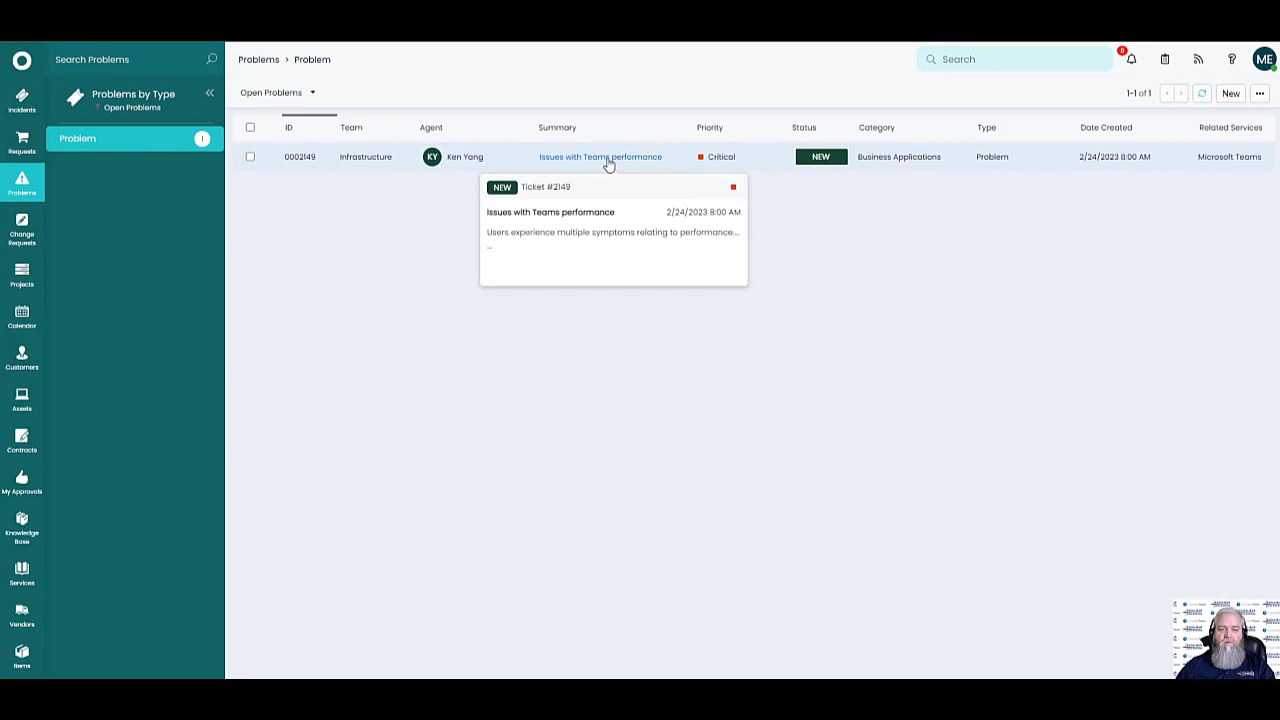 Search Problems
Problems > Problem
Search
8
ME
Incidents
Problems by Type
Open Problems
Open Problems
1-1 of 1
New
Problem
1
ID
Team
Agent
Summary
Priority
Status
Category
Type
Date Created
Related Services
0002149
Infrastructure
KY
Ken Yang
Issues with Teams performance
Critical
NEW
Business Applications
Problem
2/24/2023 8:00 AM
Microsoft Teams
NEW
Ticket #2149
Issues with Teams performance
2/24/2023 8:00 AM
Users experience multiple symptoms relating to performance...
...
Requests
Problems
Change
Requests
Projects
Calendar
Customers
Assets
Contracts
My Approvals
Knowledge
Base
Services
Vendors
Items